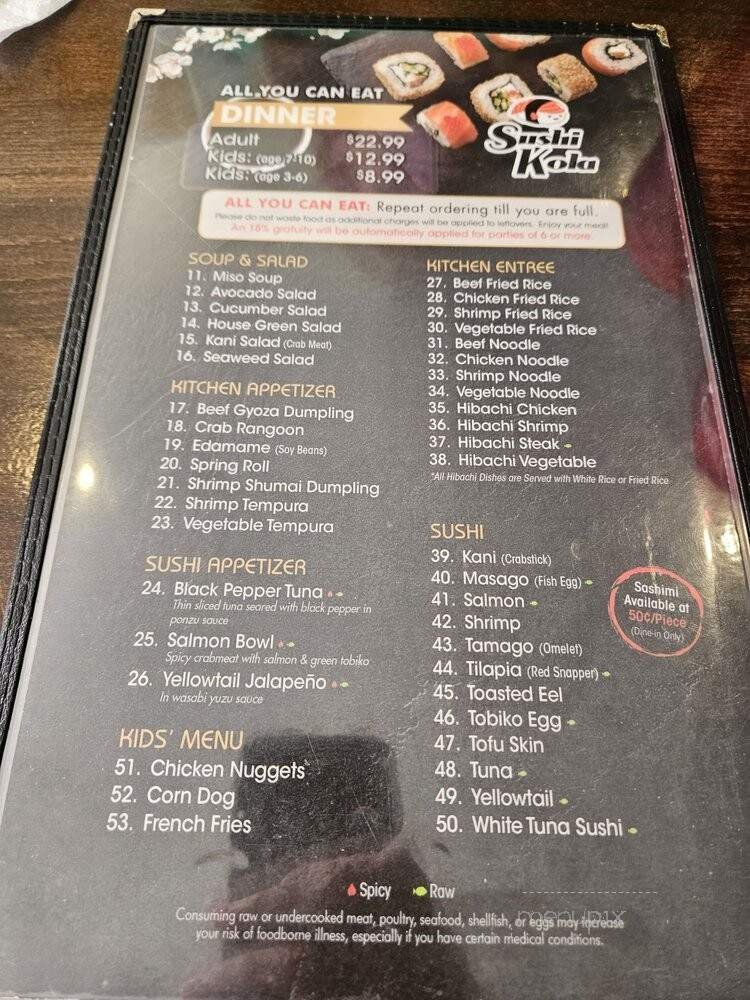 ALL YOU CAN EAT
DINNER
Adult $22.99
Kids: (age 7-10) $12.99
Kids: (age 3-6) $8.99
Sushi
Kolu
ALL YOU CAN EAT: Repeat ordering till you are full.
Please do not waste food as additional charges will be applied to leftovers. Enjoy your meal!
An 18% gratuity will be automatically applied for parties of 6 or more.
SOUP & SALAD
11. Miso Soup
12. Avocado Salad
13. Cucumber Salad
14. House Green Salad
15. Kani Salad (Crab Meat)
16. Seaweed Salad
KITCHEN APPETIZER
17. Beef Gyoza Dumpling
18. Crab Rangoon
19. Edamame (Soy Beans)
20. Spring Roll
21. Shrimp Shumai Dumpling
22. Shrimp Tempura
23. Vegetable Tempura
SUSHI APPETIZER
24. Black Pepper Tuna
Thin sliced tuna seared with black pepper in
ponzu sauce
25. Salmon Bowl
Spicy crabmeat with salmon & green tobiko
26. Yellowtail Jalapeño
In wasabi yuzu sauce
KIDS' MENU
51. Chicken Nuggets
52. Corn Dog
53. French Fries
KITCHEN ENTREE
27. Beef Fried Rice
28. Chicken Fried Rice
29. Shrimp Fried Rice
30. Vegetable Fried Rice
31. Beef Noodle
32. Chicken Noodle
33. Shrimp Noodle
34. Vegetable Noodle
35. Hibachi Chicken
36. Hibachi Shrimp
37. Hibachi Steak
38. Hibachi Vegetable
*All Hibachi Dishes are Served with White Rice or Fried Rice
SUSHI
39. Kani (Crabstick)
40. Masago (Fish Egg)
41. Salmon
42. Shrimp
43. Tamago (Omelet)
44. Tilapia (Red Snapper)
45. Toasted Eel
46. Tobiko Egg
47. Tofu Skin
48. Tuna
49. Yellowtail
50. White Tuna Sushi
Sashimi
Available at
50¢/Piece
(Dine-in Only)
Spicy Raw
menupix
Consuming raw or undercooked meat, poultry, seafood, shellfish, or eggs may increase
your risk of foodborne illness, especially if you have certain medical conditions.